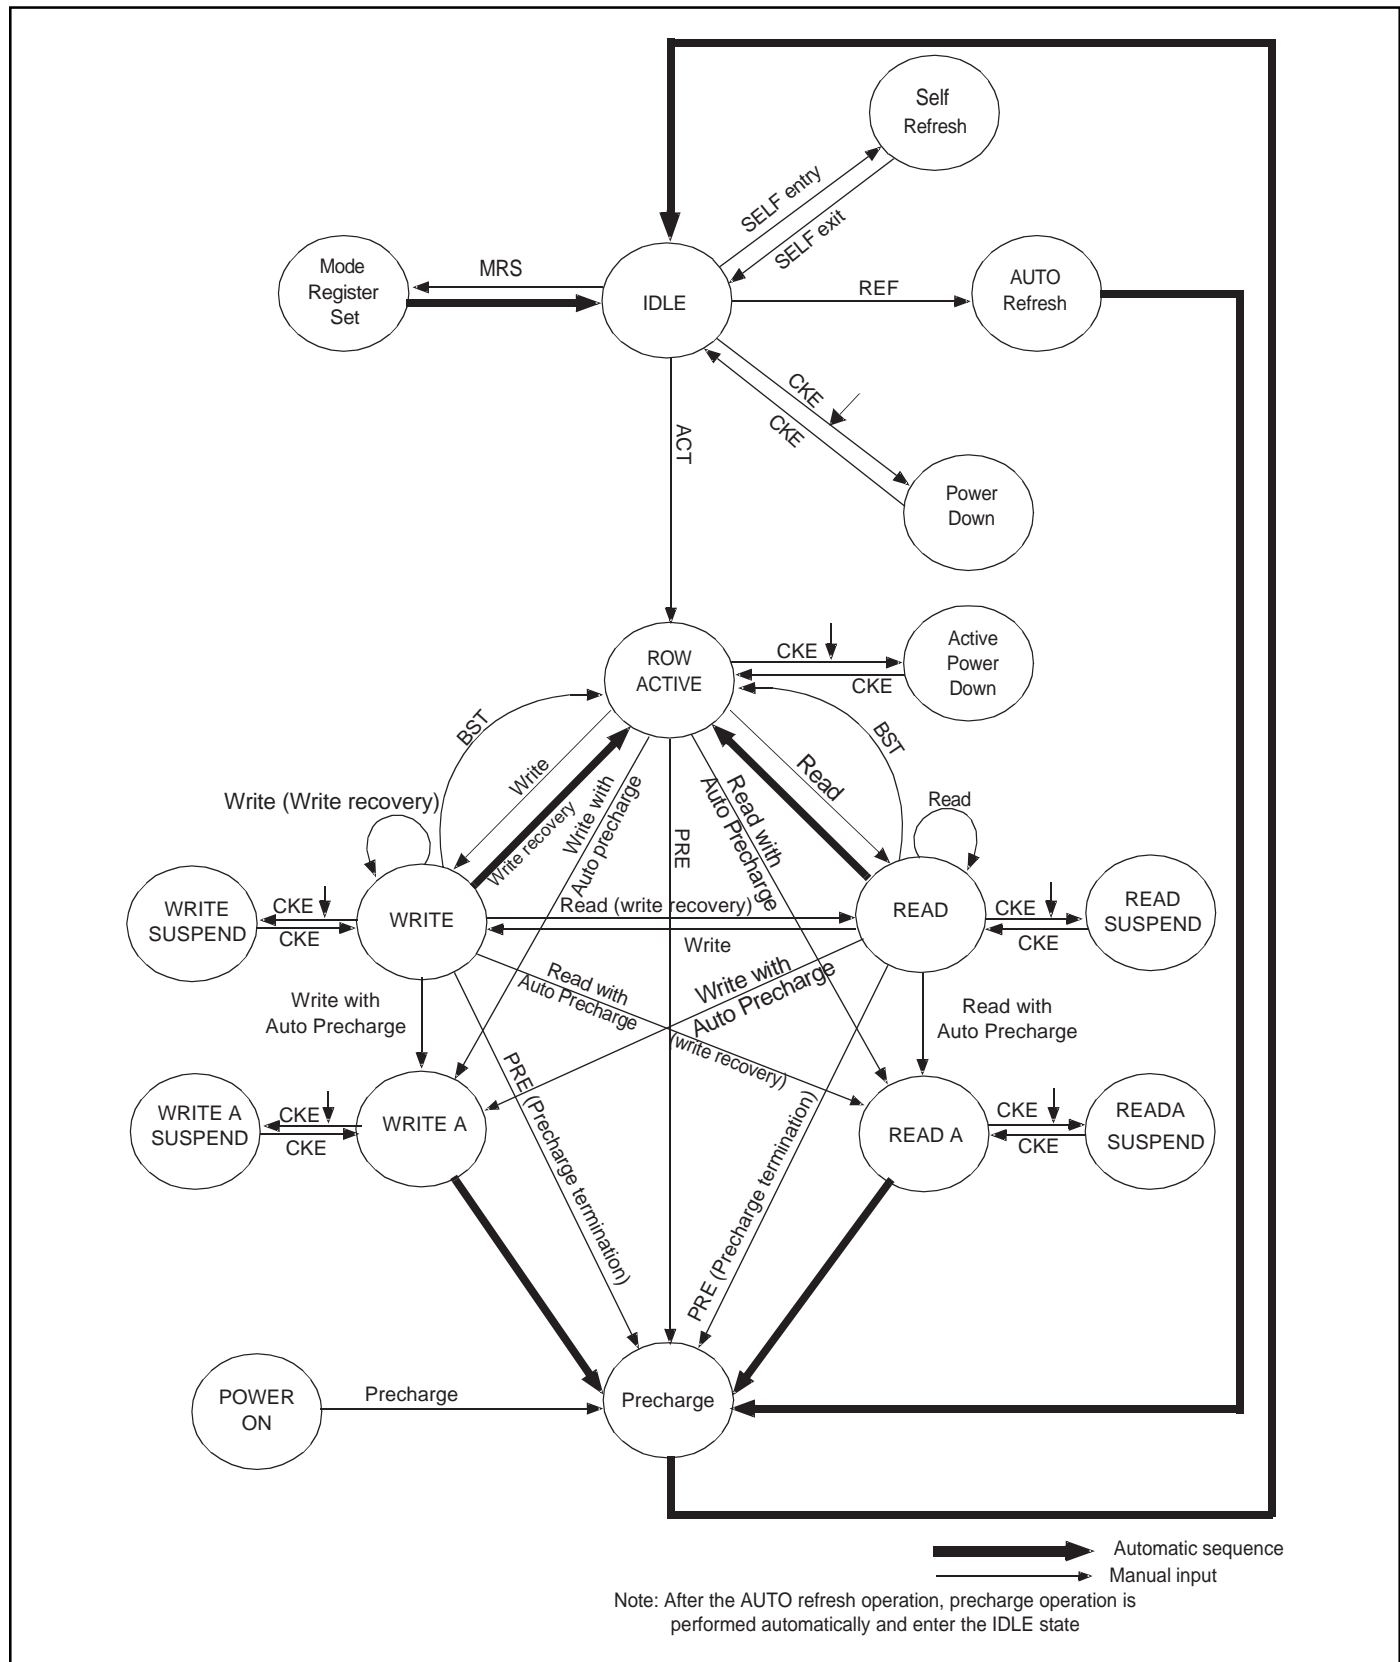 Self
Refresh
SELF entry
SELF exit
Mode
Register
Set
MRS
IDLE
REF
AUTO
Refresh
CKE
CKE
ACT
Power
Down
ROW
ACTIVE
CKE
CKE
Active
Power
Down
BST
BST
Write
Write recovery
Write with
Auto precharge
PRE
Read with
Auto Precharge
Read
Write (Write recovery)
Read
WRITE
SUSPEND
CKE
CKE
WRITE
Read (write recovery)
Write
READ
CKE
CKE
READ
SUSPEND
Write with
Auto Precharge
Read with
Auto Precharge
(write recovery)
Write with
Auto Precharge
Read with
Auto Precharge
WRITE A
SUSPEND
CKE
CKE
WRITE A
PRE (Precharge termination)
PRE (Precharge termination)
READ A
CKE
CKE
READA
SUSPEND
POWER
ON
Precharge
Precharge
Automatic sequence
Manual input
Note: After the AUTO refresh operation, precharge operation is
performed automatically and enter the IDLE state